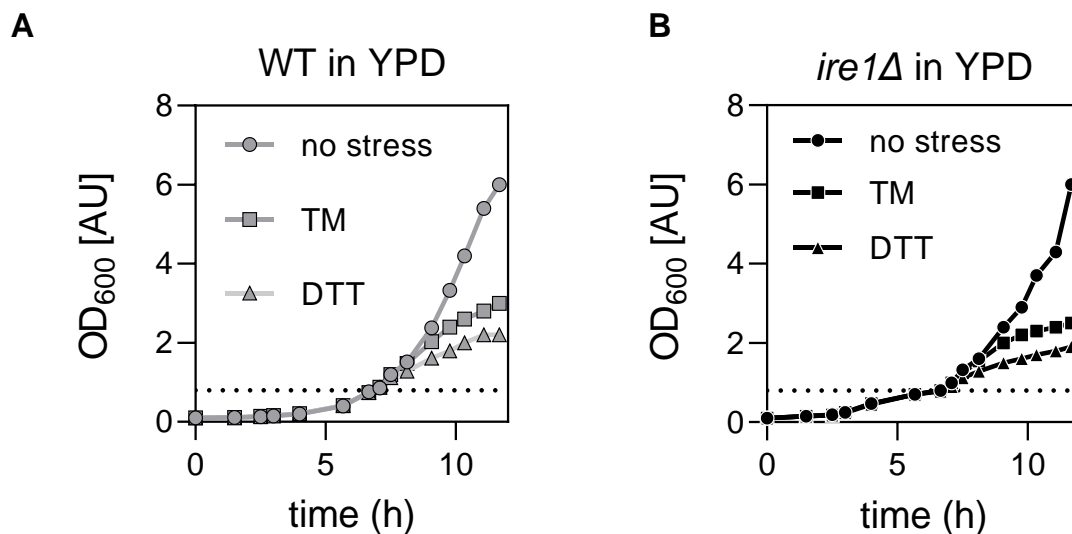 A
WT in YPD
OD600 [AU]
8
6
4
2
0
no stress
TM
DTT
0 5 10
time (h)
B
ire1Δ in YPD
OD600 [AU]
8
6
4
2
0
no stress
TM
DTT
0 5 10
time (h)